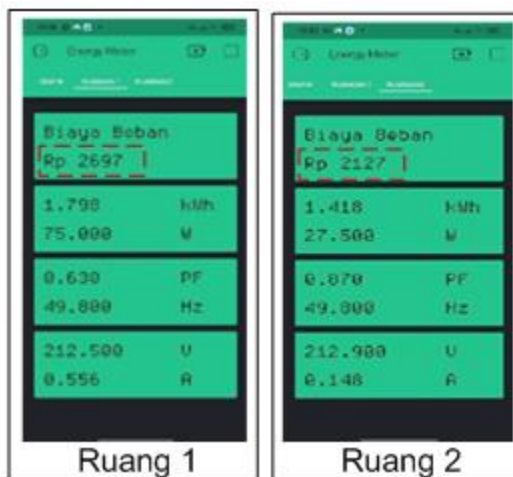 Energy Meter
Biaya Beban
Rp 2697
1.798 kWh
75.000 W
0.630 PF
49.800 Hz
212.500 V
0.556 A
Ruang 1
Energy Meter
Biaya Beban
Rp 2127
1.418 kWh
27.500 W
0.870 PF
49.800 Hz
212.900 V
0.148 A
Ruang 2